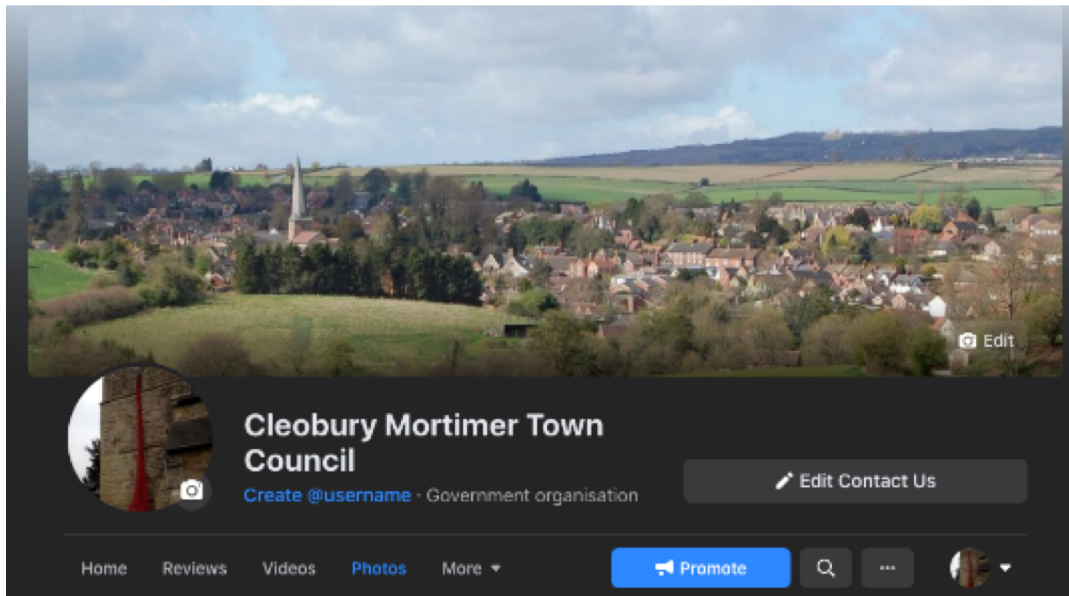 Edit
Cleobury Mortimer Town
Council
Create @username · Government organisation
Edit Contact Us
Home Reviews Videos Photos More
Promote